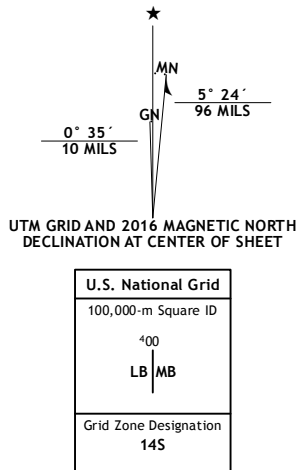 MN
GN
5° 24´
96 MILS
0° 35´
10 MILS
UTM GRID AND 2016 MAGNETIC NORTH
DECLINATION AT CENTER OF SHEET
U.S. National Grid
100,000-m Square ID
⁴00
LB MB
Grid Zone Designation
14S